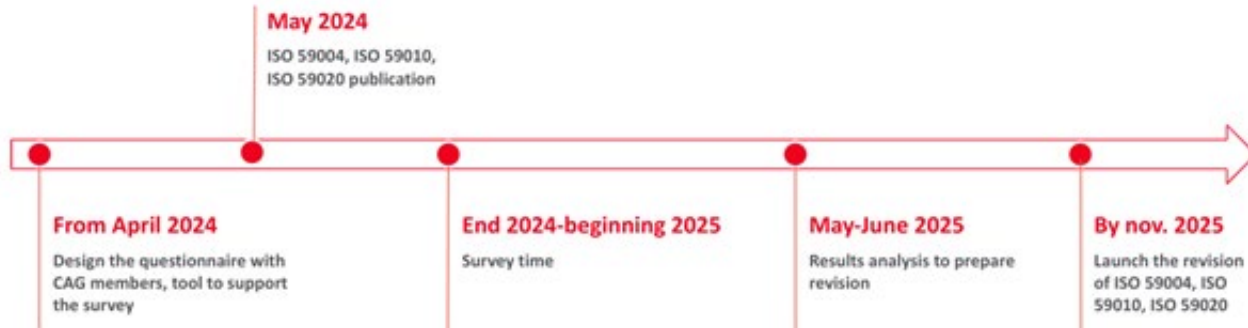 May 2024
ISO 59004, ISO 59010,
ISO 59020 publication
From April 2024
Design the questionnaire with
CAG members, tool to support
the survey
End 2024-beginning 2025
Survey time
May-June 2025
Results analysis to prepare
revision
By nov. 2025
Launch the revision
of ISO 59004, ISO
59010, ISO 59020